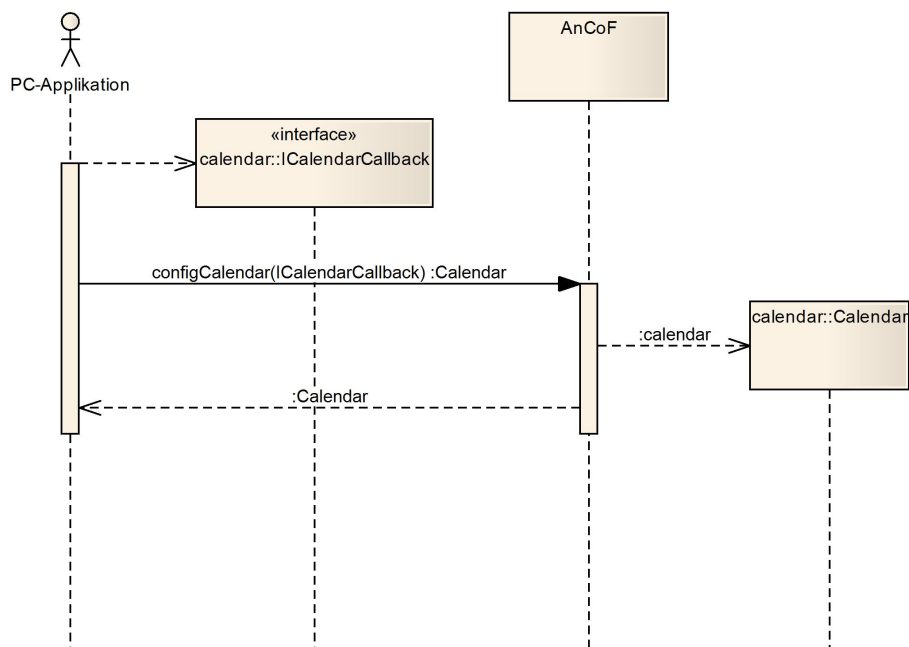 AnCoF
PC-Applikation
«interface»
calendar::ICalendarCallback
configCalendar(ICalendarCallback) :Calendar
calendar::Calendar
:calendar
:Calendar